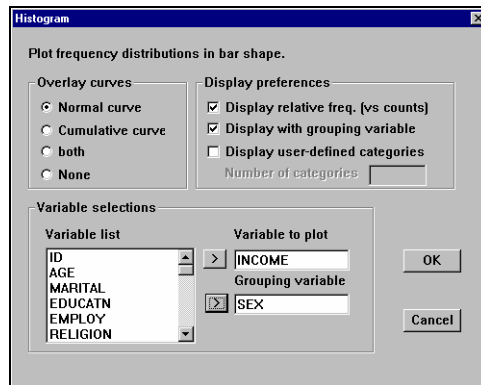 Histogram
Plot frequency distributions in bar shape.
Overlay curves
Normal curve
Cumulative curve
both
None
Display preferences
Display relative freq. (vs counts)
Display with grouping variable
Display user-defined categories
Number of categories
Variable selections
Variable list
ID
AGE
MARITAL
EDUCATN
EMPLOY
RELIGION
>
Variable to plot
INCOME
Grouping variable
>
SEX
OK
Cancel